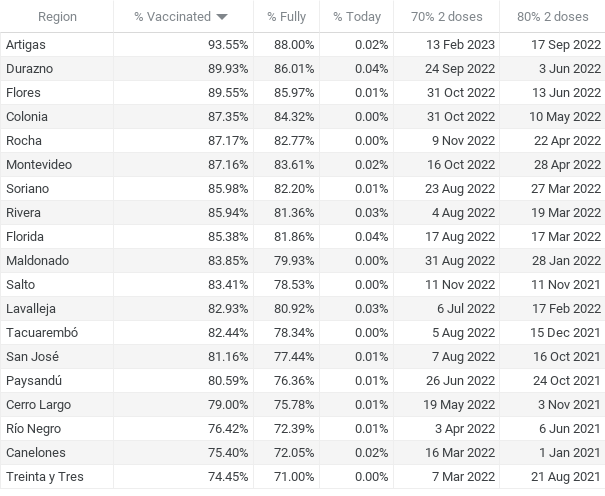 Region % Vaccinated % Fully % Today 70% 2 doses 80% 2 doses
Artigas 93.55% 88.00% 0.02% 13 Feb 2023 17 Sep 2022
Durazno 89.93% 86.01% 0.04% 24 Sep 2022 3 Jun 2022
Flores 89.55% 85.97% 0.01% 31 Oct 2022 13 Jun 2022
Colonia 87.35% 84.32% 0.00% 31 Oct 2022 10 May 2022
Rocha 87.17% 82.77% 0.00% 9 Nov 2022 22 Apr 2022
Montevideo 87.16% 83.61% 0.02% 16 Oct 2022 28 Apr 2022
Soriano 85.98% 82.20% 0.01% 23 Aug 2022 27 Mar 2022
Rivera 85.94% 81.36% 0.03% 4 Aug 2022 19 Mar 2022
Florida 85.38% 81.86% 0.04% 17 Aug 2022 17 Mar 2022
Maldonado 83.85% 79.93% 0.00% 31 Aug 2022 28 Jan 2022
Salto 83.41% 78.53% 0.00% 11 Nov 2022 11 Nov 2021
Lavalleja 82.93% 80.92% 0.03% 6 Jul 2022 17 Feb 2022
Tacuarembó 82.44% 78.34% 0.00% 5 Aug 2022 15 Dec 2021
San José 81.16% 77.44% 0.01% 7 Aug 2022 16 Oct 2021
Paysandú 80.59% 76.36% 0.01% 26 Jun 2022 24 Oct 2021
Cerro Largo 79.00% 75.78% 0.01% 19 May 2022 3 Nov 2021
Río Negro 76.42% 72.39% 0.01% 3 Apr 2022 6 Jun 2021
Canelones 75.40% 72.05% 0.02% 16 Mar 2022 1 Jan 2021
Treinta y Tres 74.45% 71.00% 0.00% 7 Mar 2022 21 Aug 2021